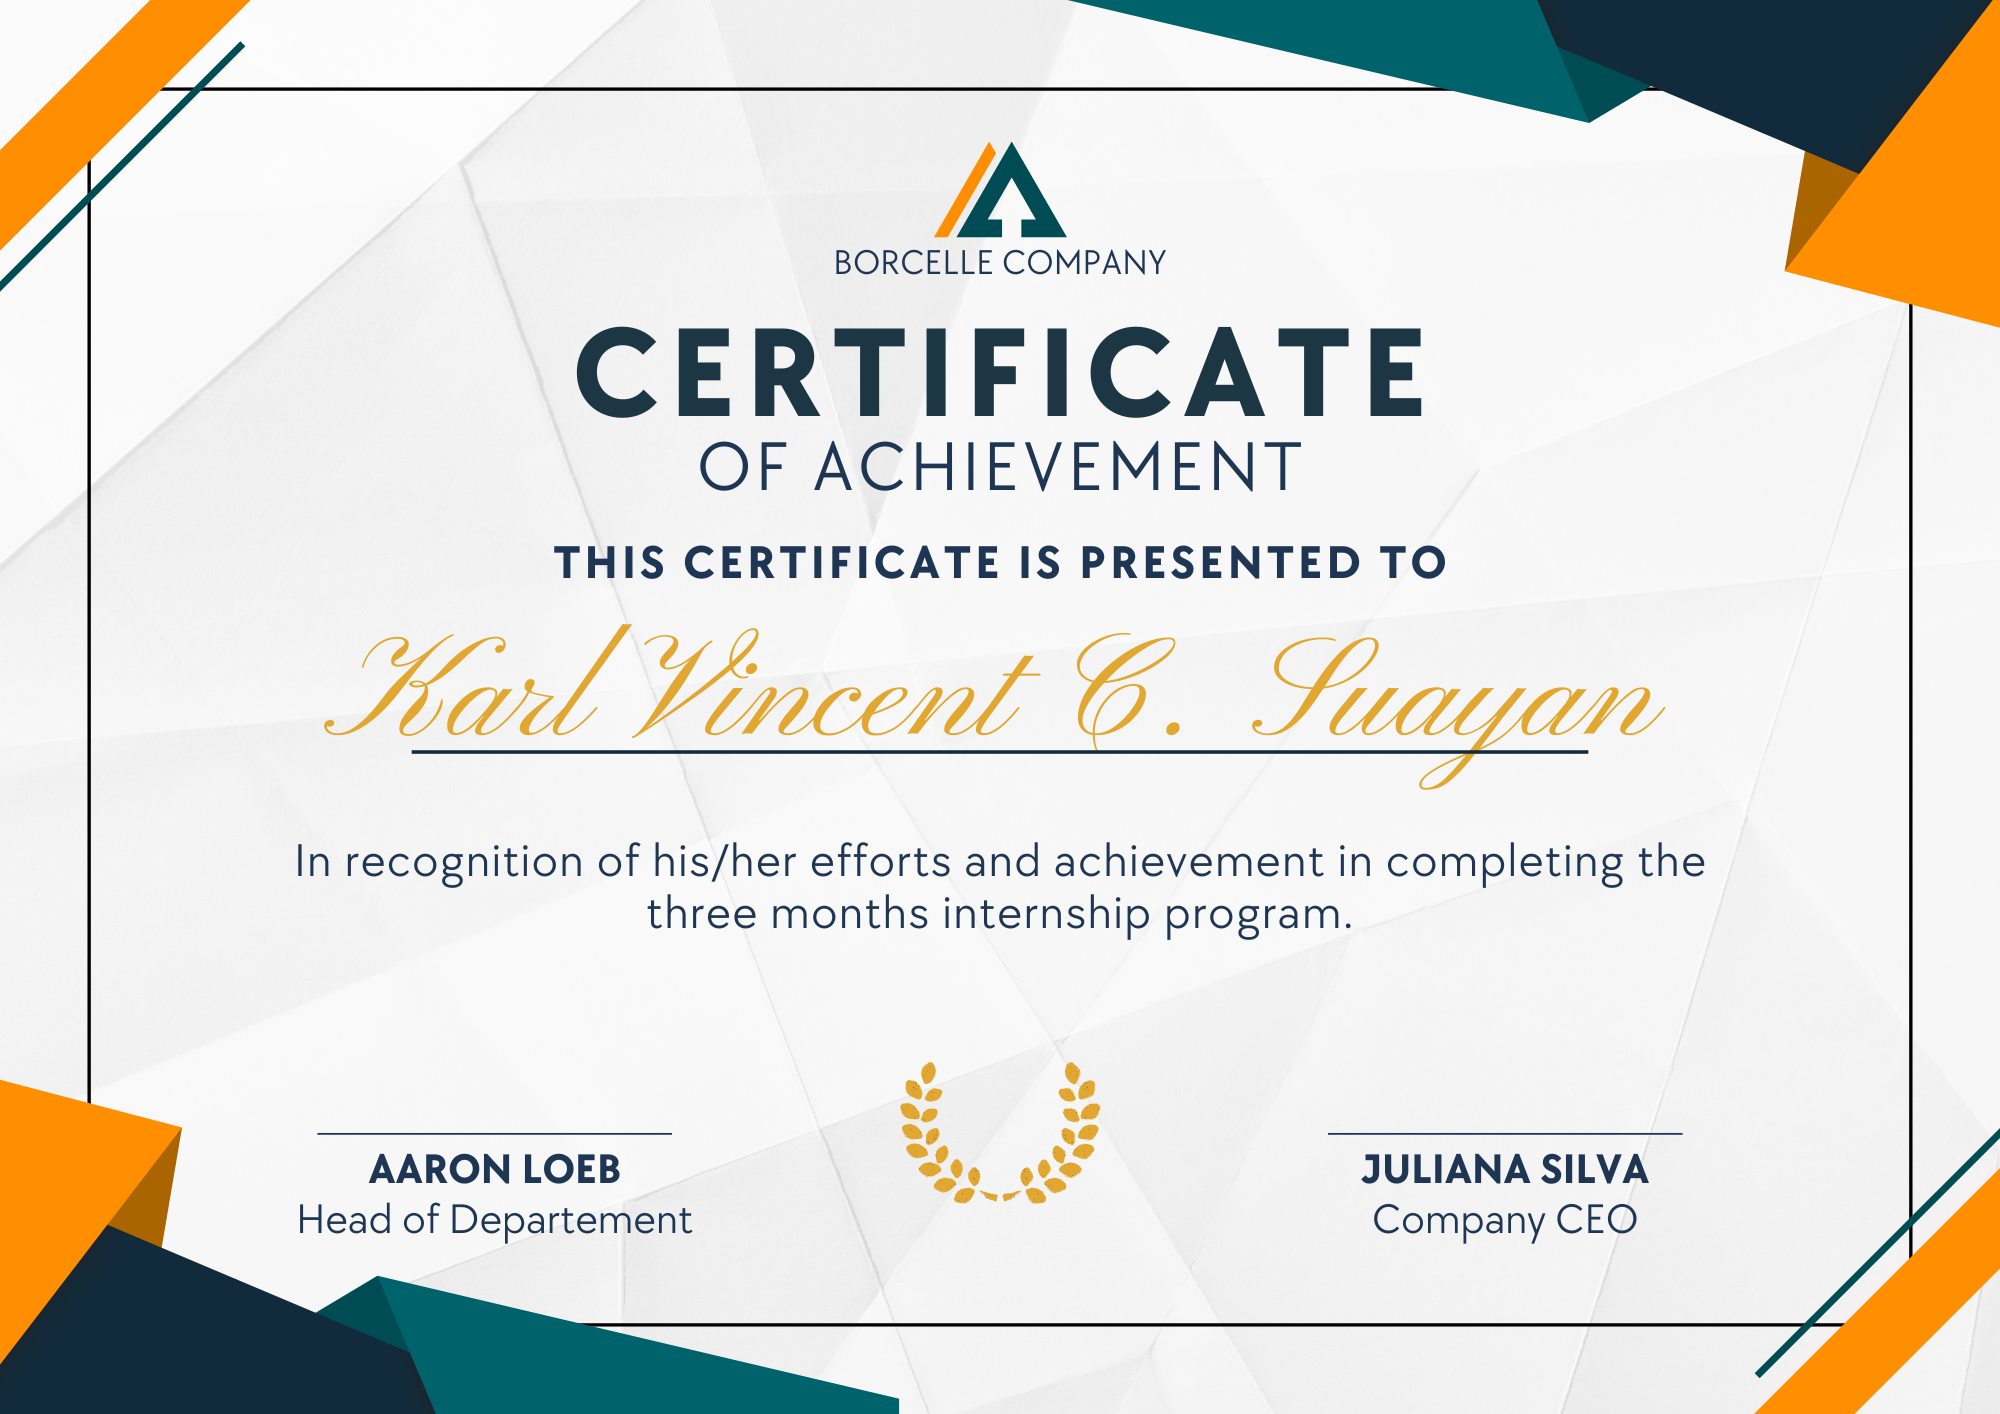 BORCELLE COMPANY
CERTIFICATE
OF ACHIEVEMENT
THIS CERTIFICATE IS PRESENTED TO
Karl Vincent C. Suayan
In recognition of his/her efforts and achievement in completing the
three months internship program.
AARON LOEB
Head of Departement
JULIANA SILVA
Company CEO